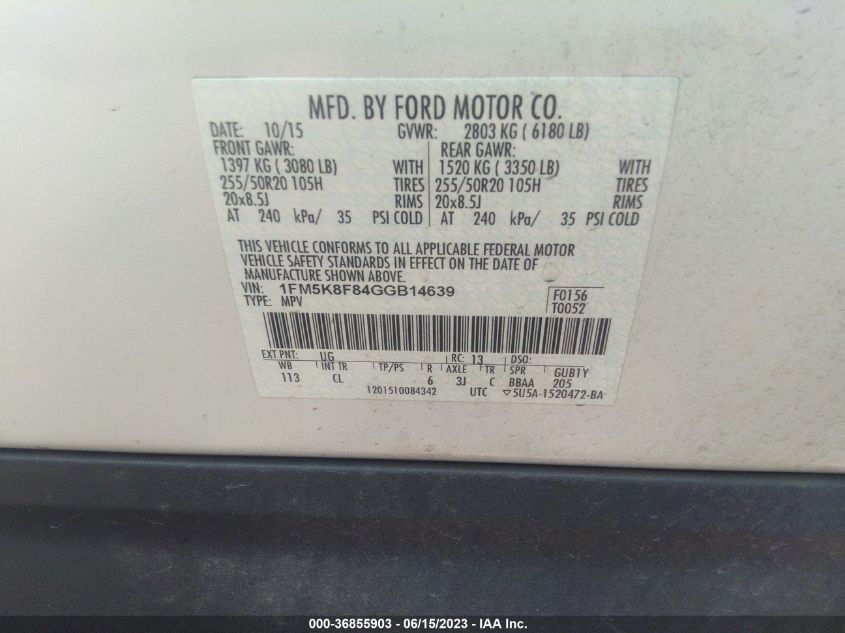 MFD. BY FORD MOTOR CO.
DATE: 10/15 GVWR: 2803 KG ( 6180 LB)
FRONT GAWR: REAR GAWR:
1397 KG ( 3080 LB) WITH 1520 KG ( 3350 LB) WITH
255/50R20 105H TIRES 255/50R20 105H TIRES
20x8.5J RIMS 20x8.5J RIMS
AT 240 kPa/ 35 PSI COLD AT 240 kPa/ 35 PSI COLD
THIS VEHICLE CONFORMS TO ALL APPLICABLE FEDERAL MOTOR
VEHICLE SAFETY STANDARDS IN EFFECT ON THE DATE OF
MANUFACTURE SHOWN ABOVE.
VIN: 1FM5K8F84GGB14639 F0156
TYPE: MPV T0052
EXT PNT: UG RC: 13 DSO:
WB INT TR TP/PS R AXLE TR SPR GUB1Y
113 CL 6 3J C BBAA 205
1201510084342 UTC ▽5U5A-1520472-BA
000-36855903 - 06/15/2023 - IAA Inc.